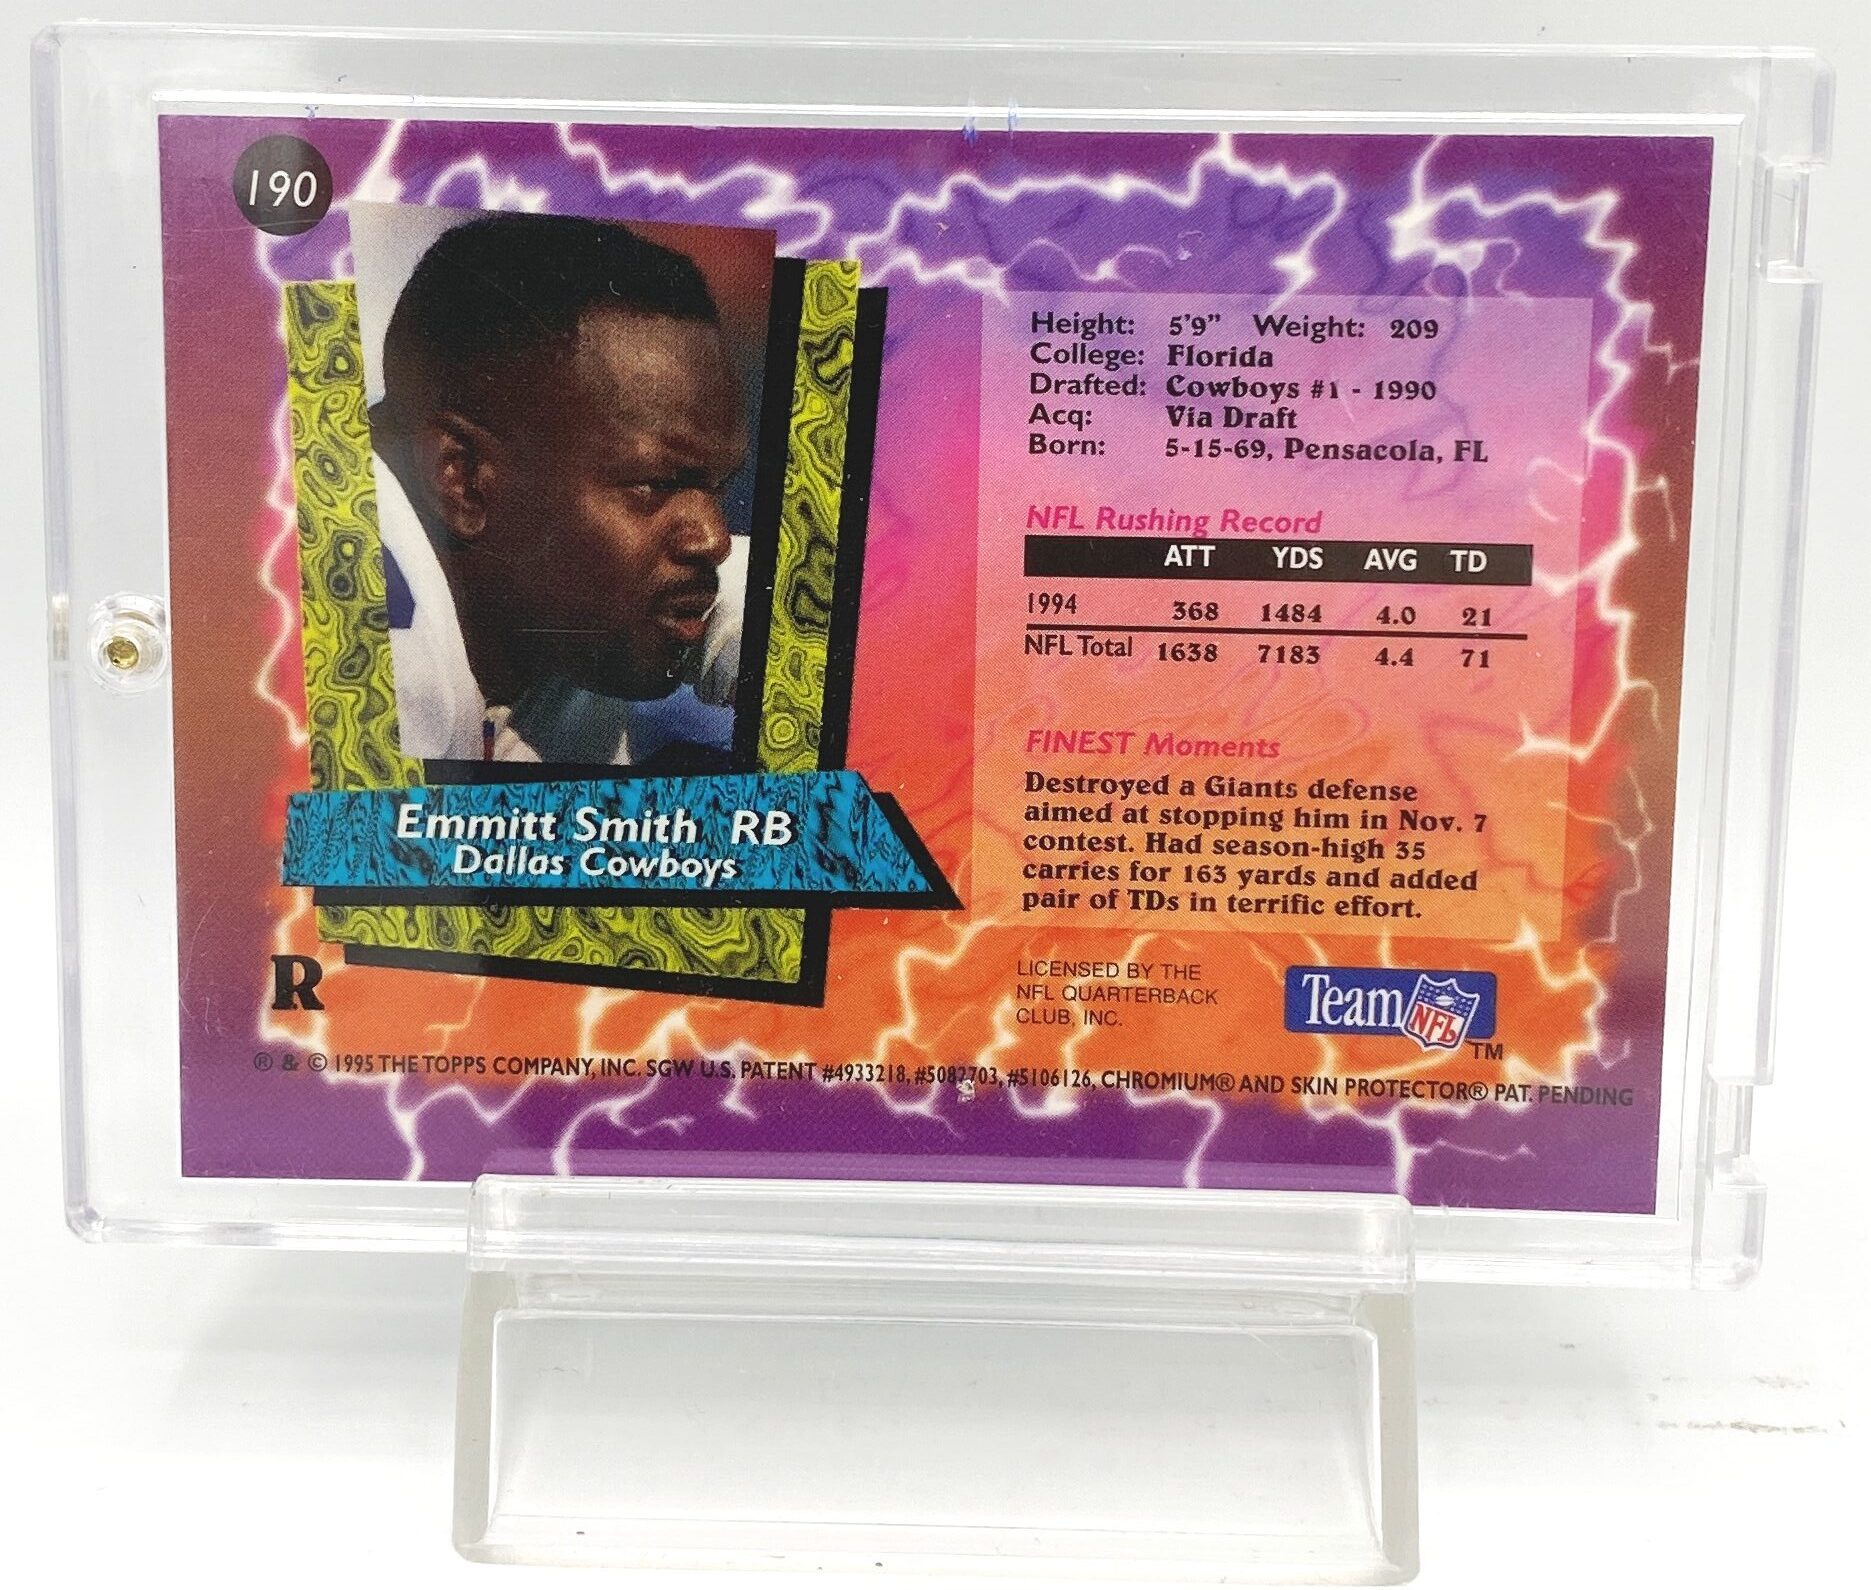 190
Emmitt Smith RB
Dallas Cowboys
R
Height: 5'9" Weight: 209
College: Florida
Drafted: Cowboys #1 - 1990
Acq: Via Draft
Born: 5-15-69, Pensacola, FL
NFL Rushing Record
ATT YDS AVG TD
1994 368 1484 4.0 21
NFL Total 1638 7183 4.4 71
FINEST Moments
Destroyed a Giants defense
aimed at stopping him in Nov. 7
contest. Had season-high 35
carries for 163 yards and added
pair of TDs in terrific effort.
LICENSED BY THE
NFL QUARTERBACK
CLUB, INC.
Team NFL TM
® & © 1995 THE TOPPS COMPANY, INC. SGW U.S. PATENT #4933218, #5082703, #5106126, CHROMIUM® AND SKIN PROTECTOR® PAT. PENDING